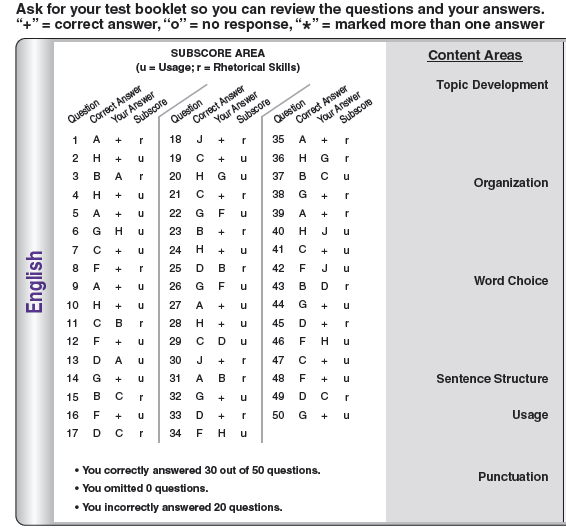 Ask for your test booklet so you can review the questions and your answers.
“+” = correct answer, “o” = no response, “*” = marked more than one answer
SUBSCORE AREA
(u = Usage; r = Rhetorical Skills)
Content Areas
Question Correct Answer Your Answer Subscore Question Correct Answer Your Answer Subscore Question Correct Answer Your Answer Subscore
Topic Development
1 A + r 18 J + r 35 A + r
2 H + u 19 C + u 36 H G r
3 B A r 20 H G u 37 B C u
Organization
4 H + u 21 C + r 38 G + r
5 A + u 22 G F u 39 A + r
6 G H u 23 B + r 40 H J u
7 C + u 24 H + u 41 C + u
8 F + r 25 D B r 42 F J u
Word Choice
9 A + u 26 G F u 43 B D r
10 H + u 27 A + u 44 G + u
11 C B r 28 H + u 45 D + r
12 F + u 29 C D u 46 F H u
13 D A u 30 J + r 47 C + u
14 G + u 31 A B r 48 F + u
Sentence Structure
15 B C r 32 G + u 49 D C r
16 F + u 33 D + r 50 G + u
Usage
17 D C r 34 F H u
English
• You correctly answered 30 out of 50 questions.
Punctuation
• You omitted 0 questions.
• You incorrectly answered 20 questions.